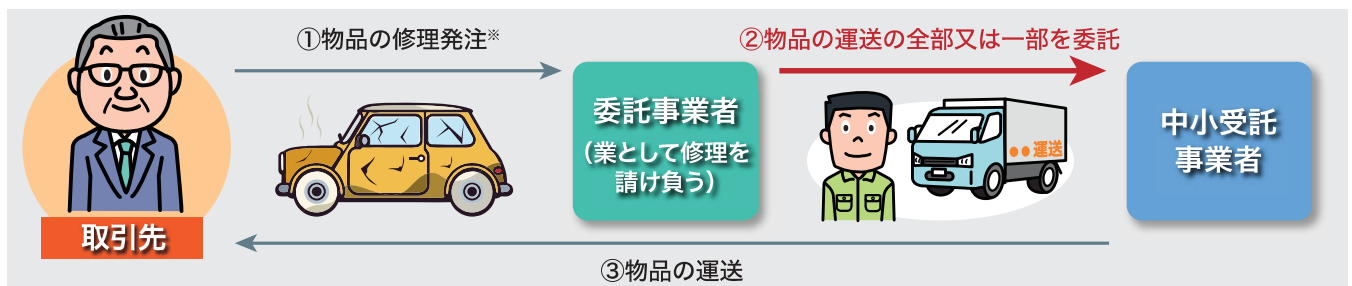 ①物品の修理発注※
②物品の運送の全部又は一部を委託
委託事業者
（業として修理を
請け負う）
●●運送
中小受託
事業者
取引先
③物品の運送